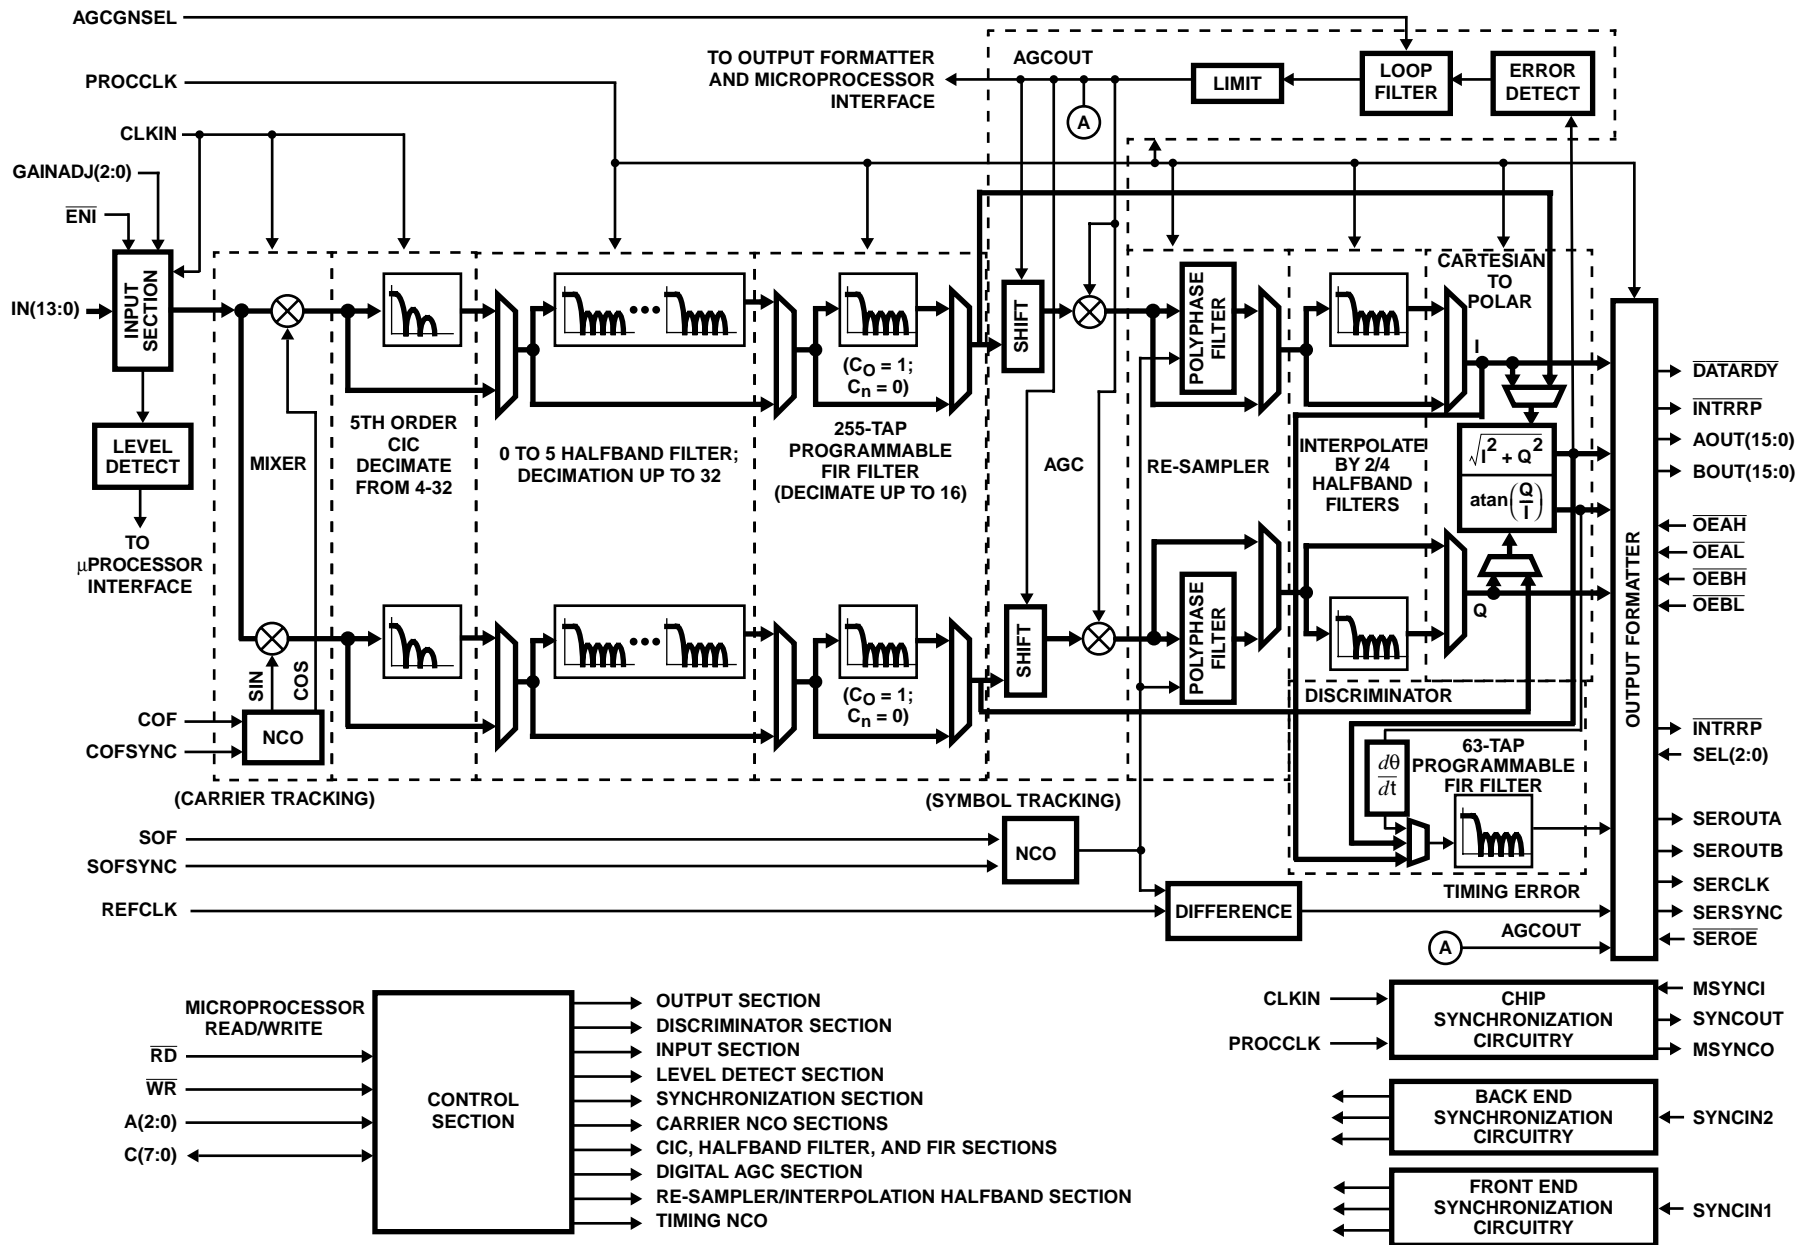 AGCGNSEL
PROCCLK
CLKIN
GAINADJ(2:0)
ENI
IN(13:0)
INPUT
SECTION
LEVEL
DETECT
TO
μPROCESSOR
INTERFACE
TO OUTPUT FORMATTER
AND MICROPROCESSOR
INTERFACE
AGCOUT
A
LIMIT
LOOP
FILTER
ERROR
DETECT
MIXER
5TH ORDER
CIC
DECIMATE
FROM 4-32
0 TO 5 HALFBAND FILTER;
DECIMATION UP TO 32
(CO = 1;
Cn = 0)
255-TAP
PROGRAMMABLE
FIR FILTER
(DECIMATE UP TO 16)
(CO = 1;
Cn = 0)
SHIFT
SHIFT
AGC
POLYPHASE
FILTER
RE-SAMPLER
POLYPHASE
FILTER
INTERPOLATE
BY 2/4
HALFBAND
FILTERS
CARTESIAN
TO
POLAR
I
√I2 + Q2
atan(Q/I)
Q
OUTPUT FORMATTER
DATARDY
INTRRP
AOUT(15:0)
BOUT(15:0)
OEAH
OEAL
OEBH
OEBL
INTRRP
SEL(2:0)
SEROUTA
SEROUTB
SERCLK
SERSYNC
SEROE
SIN
COS
COF
COFSYNC
NCO
(CARRIER TRACKING)
(SYMBOL TRACKING)
SOF
SOFSYNC
NCO
REFCLK
DIFFERENCE
DISCRIMINATOR
dθ
dt
63-TAP
PROGRAMMABLE
FIR FILTER
TIMING ERROR
AGCOUT
A
MICROPROCESSOR
READ/WRITE
RD
WR
A(2:0)
C(7:0)
CONTROL
SECTION
OUTPUT SECTION
DISCRIMINATOR SECTION
INPUT SECTION
LEVEL DETECT SECTION
SYNCHRONIZATION SECTION
CARRIER NCO SECTIONS
CIC, HALFBAND FILTER, AND FIR SECTIONS
DIGITAL AGC SECTION
RE-SAMPLER/INTERPOLATION HALFBAND SECTION
TIMING NCO
CLKIN
PROCCLK
CHIP
SYNCHRONIZATION
CIRCUITRY
MSYNCI
SYNCOUT
MSYNCO
BACK END
SYNCHRONIZATION
CIRCUITRY
SYNCIN2
FRONT END
SYNCHRONIZATION
CIRCUITRY
SYNCIN1